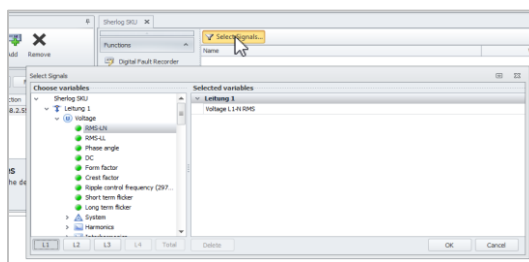 Sherlog SKU
Select Signals...
Functions
Name
Add
Remove
Digital Fault Recorder
Select Signals
Choose variables
Selected variables
Sherlog SKU
Leitung 1
Voltage
RMS-LN
RMS-LL
Phase angle
DC
Form factor
Crest factor
Ripple control frequency (297...
Short term flicker
Long term flicker
System
Harmonics
Leitung 1
Voltage L1-N RMS
L1
L2
L3
L4
Total
Delete
OK
Cancel